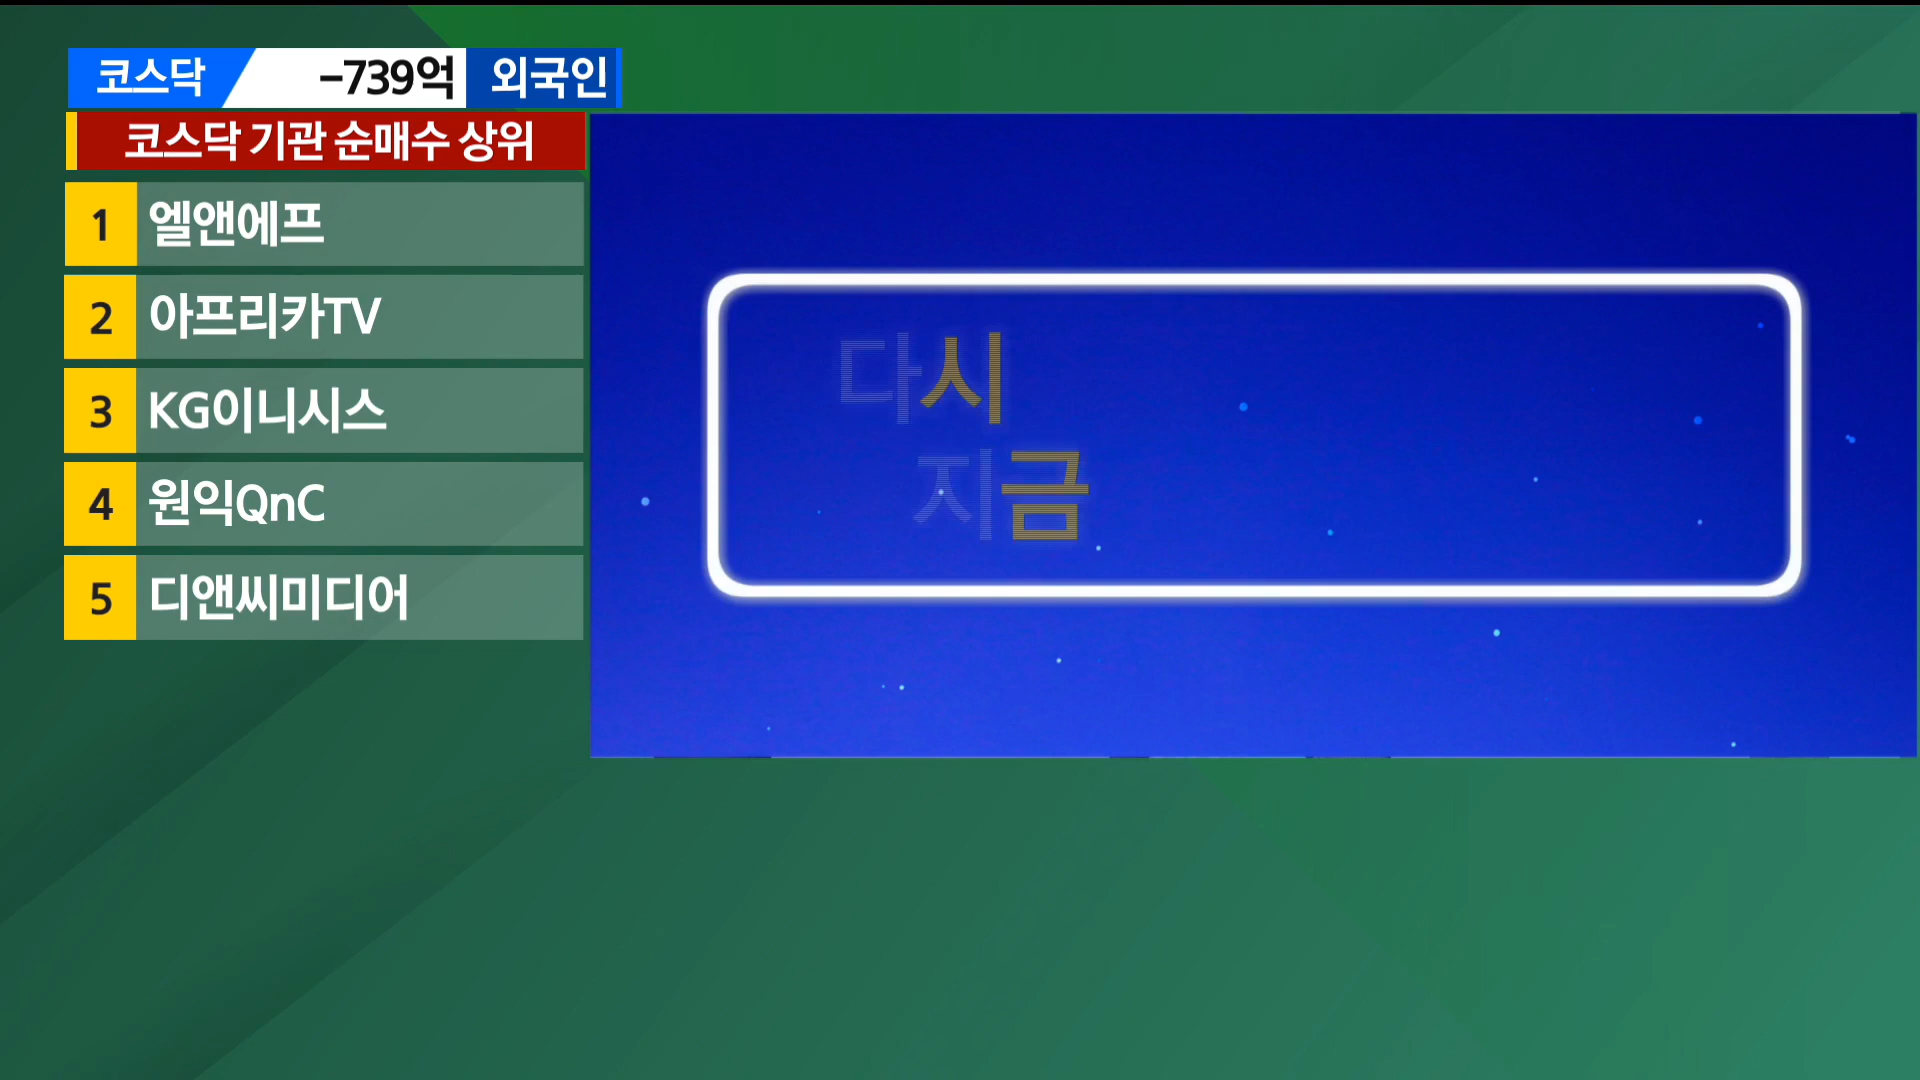 코스닥 -739억 외국인
코스닥 기관 순매수 상위
1 엘앤에프
2 아프리카TV
3 KG이니시스
4 원익QnC
5 디앤씨미디어
다시
지금